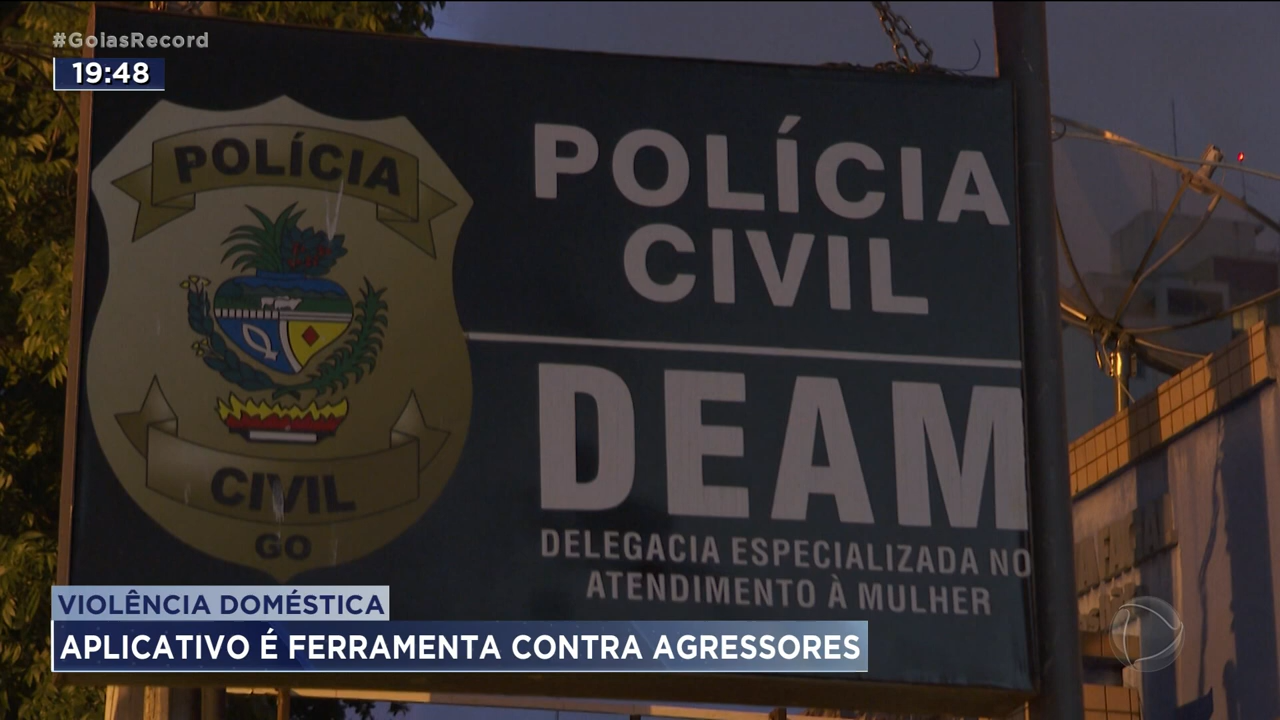 #GoiasRecord
19:48
POLÍCIA
CIVIL
GO
POLÍCIA
CIVIL
DEAM
DELEGACIA ESPECIALIZADA NO
ATENDIMENTO À MULHER
VIOLÊNCIA DOMÉSTICA
APLICATIVO É FERRAMENTA CONTRA AGRESSORES